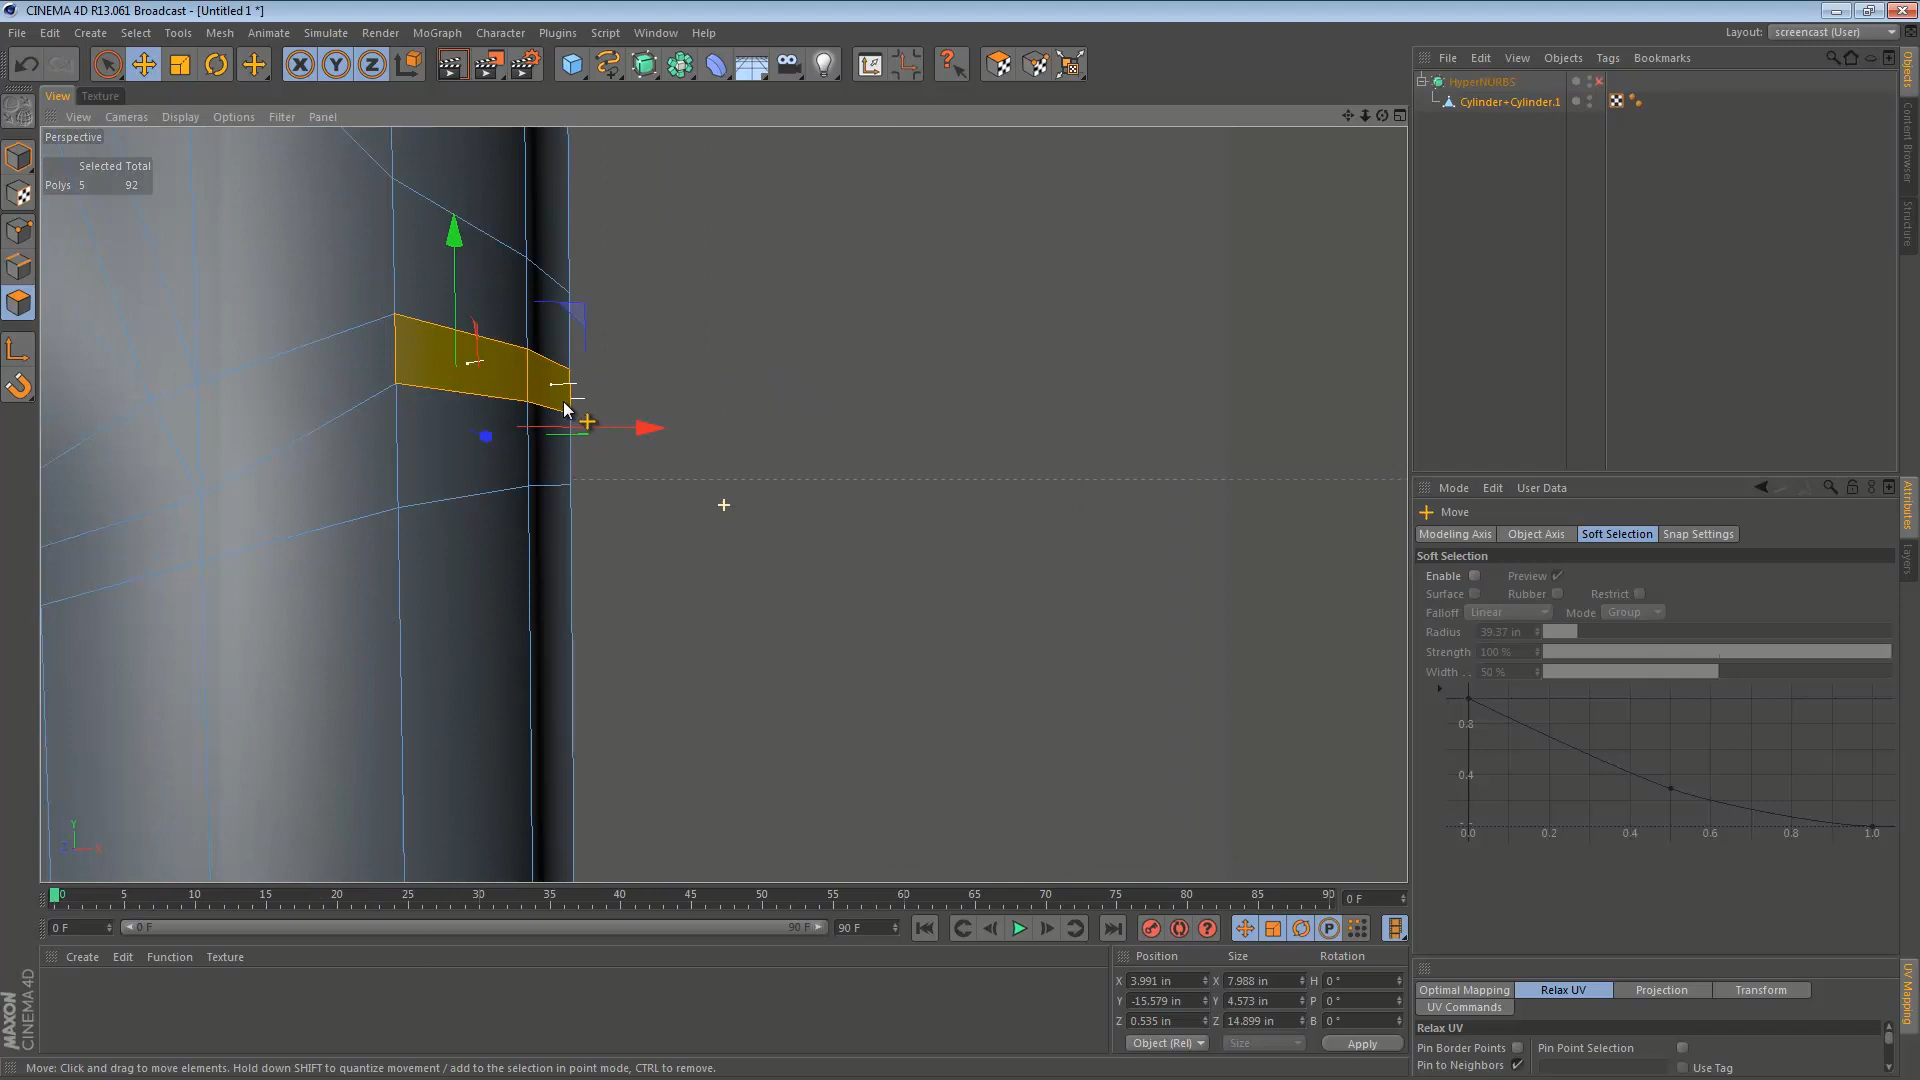 CINEMA 4D R13.061 Broadcast - [Untitled 1 *]
File Edit Create Select Tools Mesh Animate Simulate Render MoGraph Character Plugins Script Window Help
Layout: screencast (User)
File Edit View Objects Tags Bookmarks
HyperNURBS
Cylinder+Cylinder.1
View Texture
View Cameras Display Options Filter Panel
Perspective
Selected Total
Polys 5 92
Objects
Content Browser
Structure
Mode Edit User Data
Move
Modeling Axis Object Axis Soft Selection Snap Settings
Soft Selection
Enable Preview
Surface Rubber Restrict
Falloff Linear Mode Group
Radius 39.37 in
Strength 100 %
Width . . 50 %
0.8
0.4
0.0 0.2 0.4 0.6 0.8 1.0
Attributes
Layers
Y
Z X
0 5 10 15 20 25 30 35 40 45 50 55 60 65 70 75 80 85 90
0 F
0 F 0 F 90 F 90 F
P
Create Edit Function Texture
Position Size Rotation
X 3.991 in X 7.988 in H 0 °
Y -15.579 in Y 4.573 in P 0 °
Z 0.535 in Z 14.899 in B 0 °
Object (Rel) Size Apply
Optimal Mapping Relax UV Projection Transform
UV Commands
Relax UV
Pin Border Points Pin Point Selection
Pin to Neighbors Use Tag
UV Mapping
MAXON
CINEMA 4D
Move: Click and drag to move elements. Hold down SHIFT to quantize movement / add to the selection in point mode, CTRL to remove.